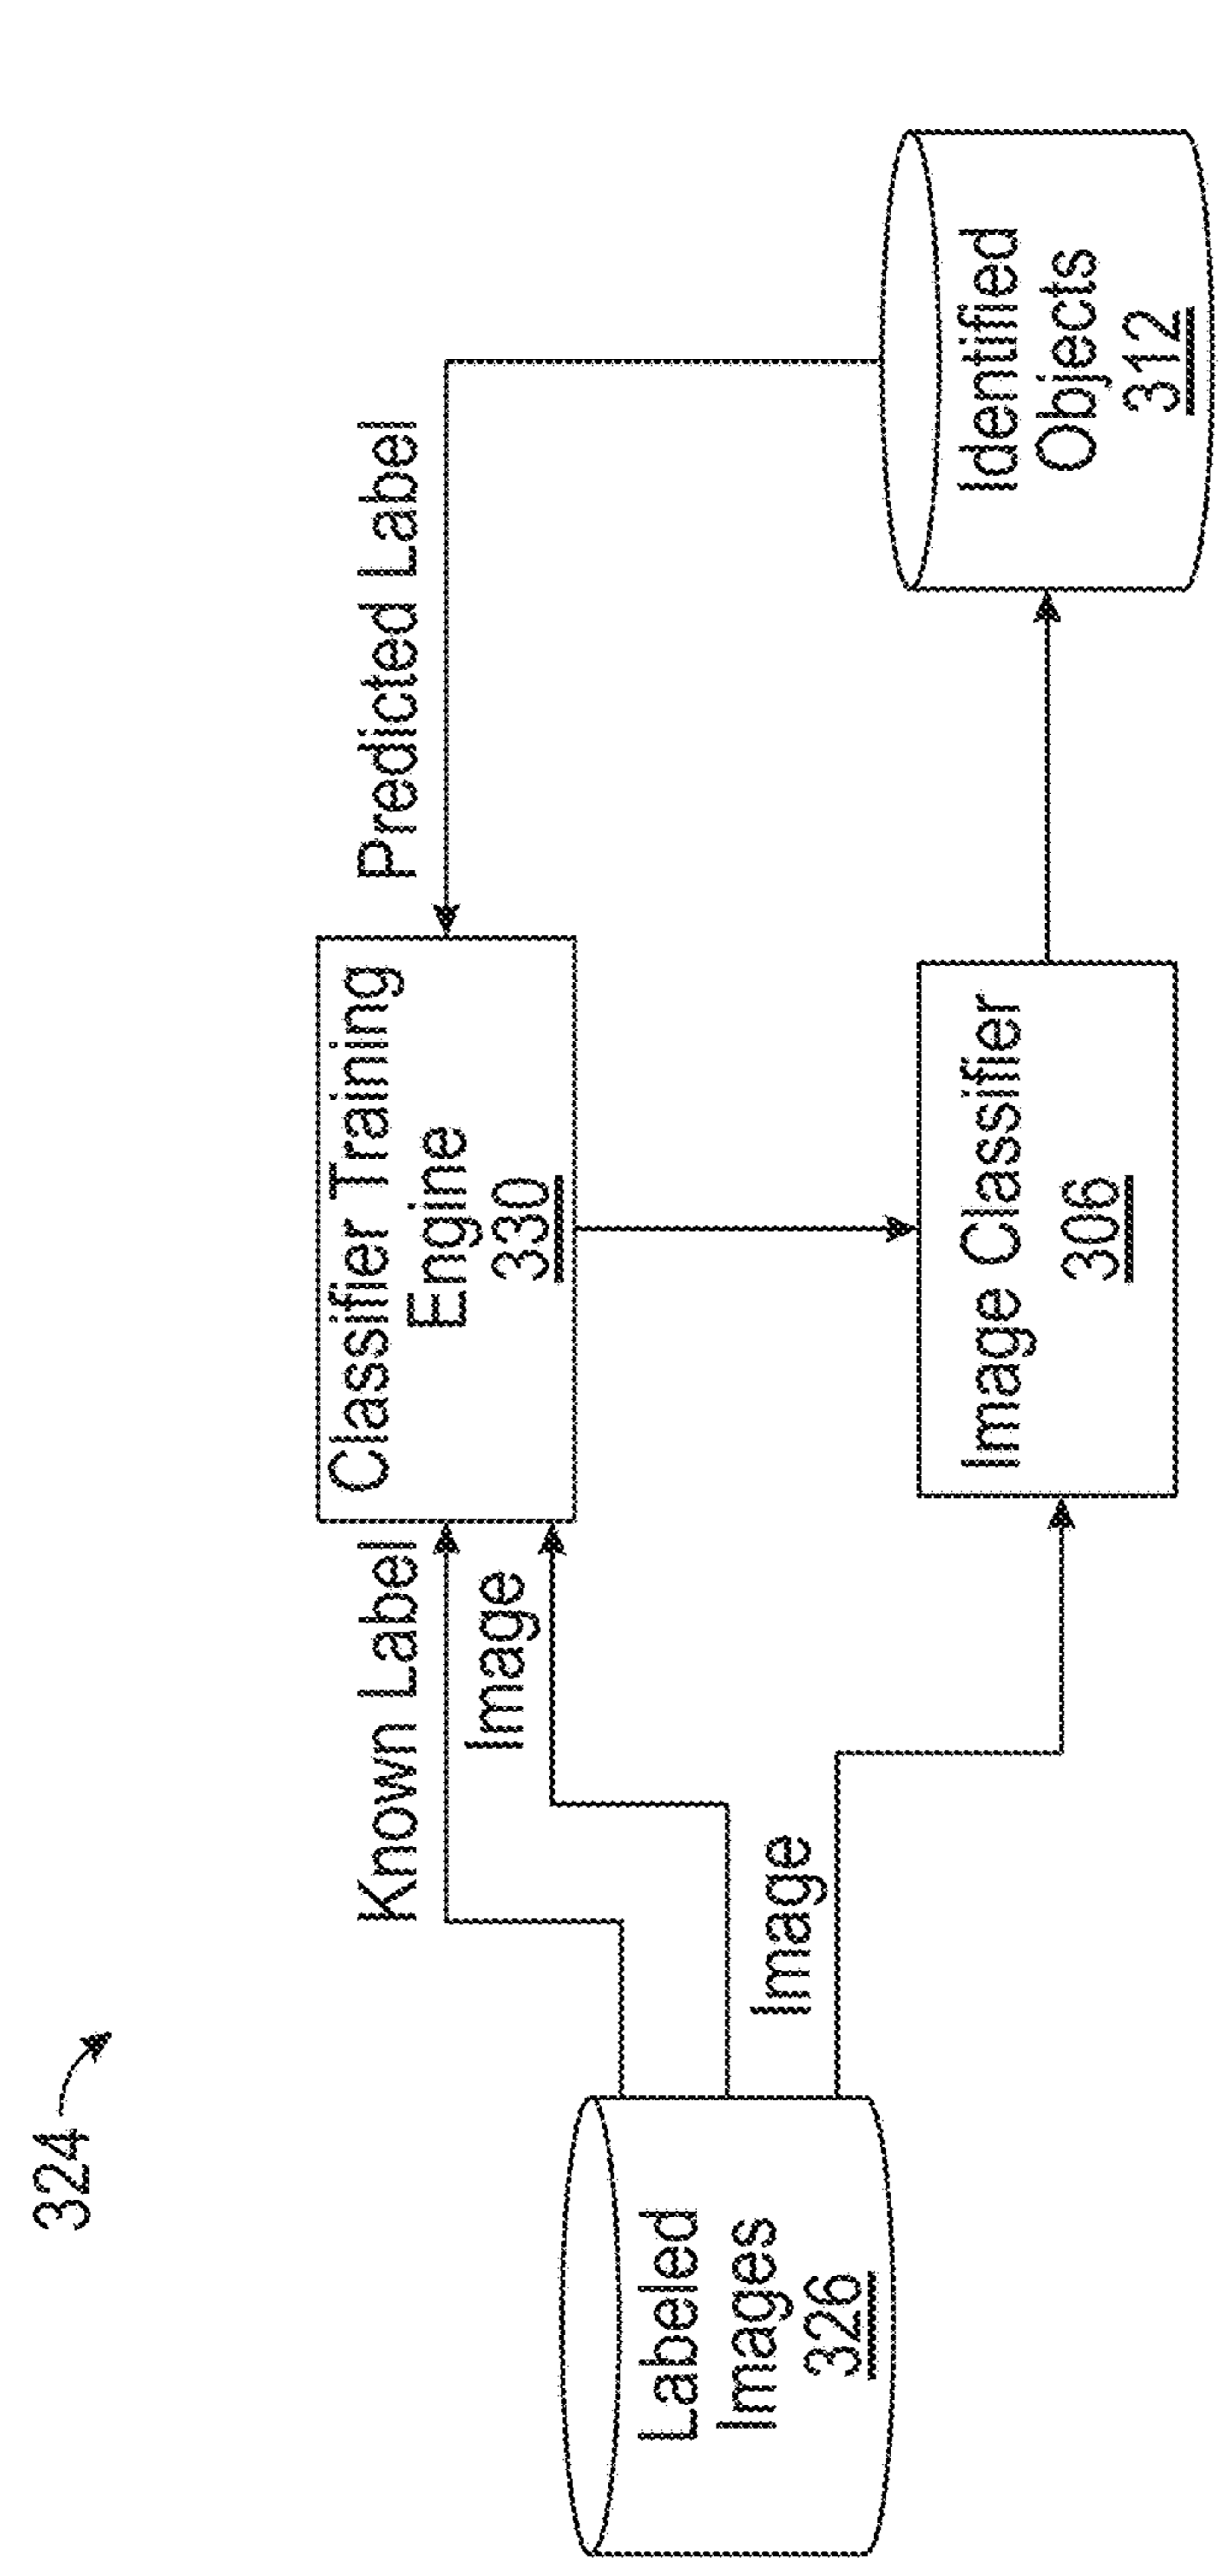 324
Known Label
Classifier Training
Engine
330
Predicted Label
Image
Labeled
Images
326
Image
Image Classifier
306
Identified
Objects
312